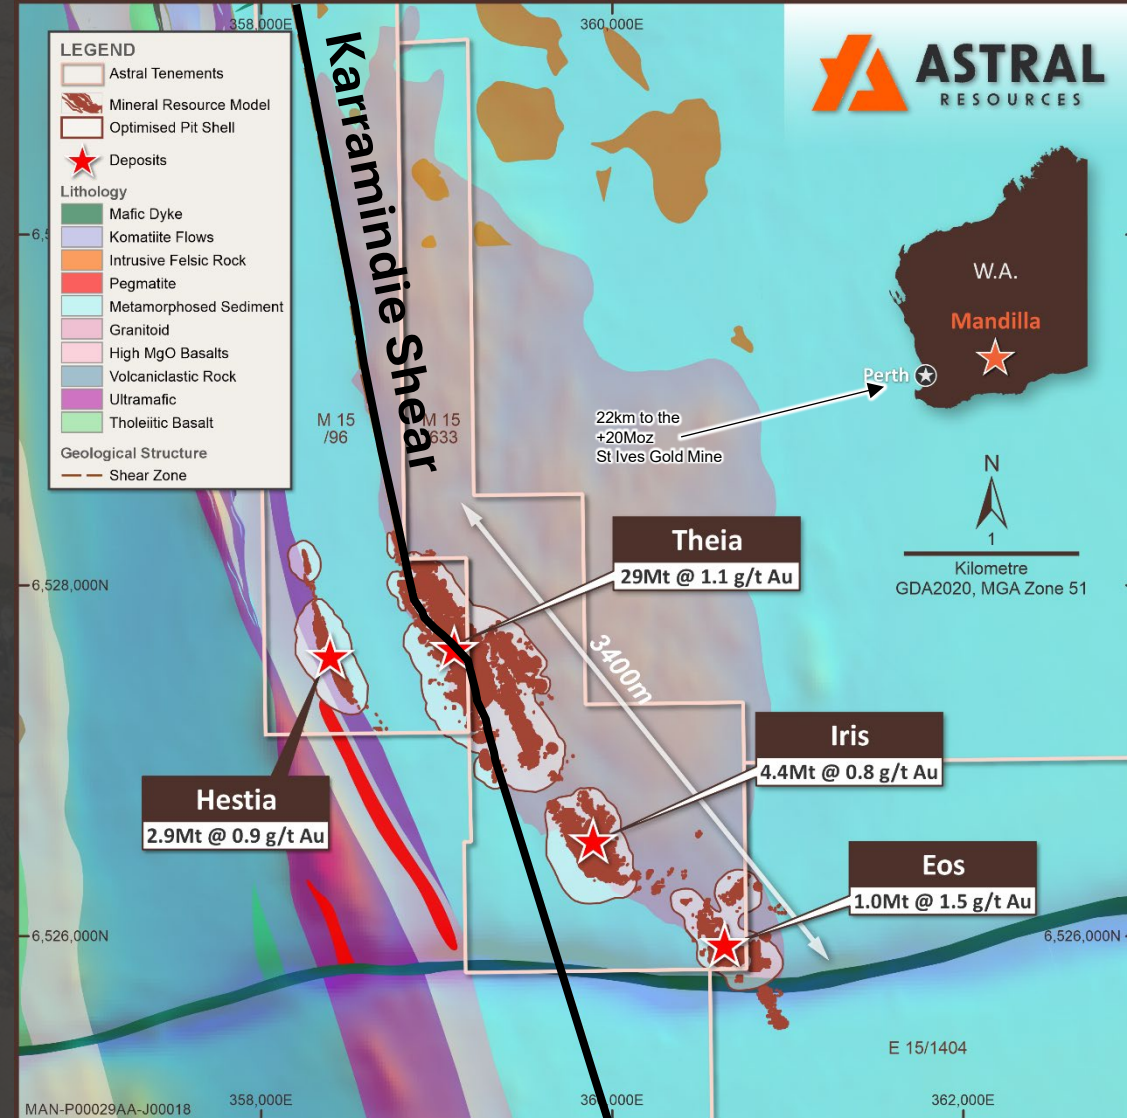 358,000E
360,000E
LEGEND
Astral Tenements
Mineral Resource Model
Optimised Pit Shell
Deposits
Lithology
Mafic Dyke
Komatiite Flows
Intrusive Felsic Rock
Pegmatite
Metamorphosed Sediment
Granitoid
High MgO Basalts
Volcaniclastic Rock
Ultramafic
Tholeiitic Basalt
Geological Structure
Shear Zone
Karramindie Shear
ASTRAL
RESOURCES
W.A.
Mandilla
Perth
22km to the
+20Moz
St Ives Gold Mine
M 15
/96
M 15
/633
N
1
Kilometre
GDA2020, MGA Zone 51
Theia
29Mt @ 1.1 g/t Au
6,528,000N
3400m
Iris
4.4Mt @ 0.8 g/t Au
Hestia
2.9Mt @ 0.9 g/t Au
Eos
1.0Mt @ 1.5 g/t Au
6,526,000N
6,526,000N
E 15/1404
358,000E
360,000E
362,000E
MAN-P00029AA-J00018